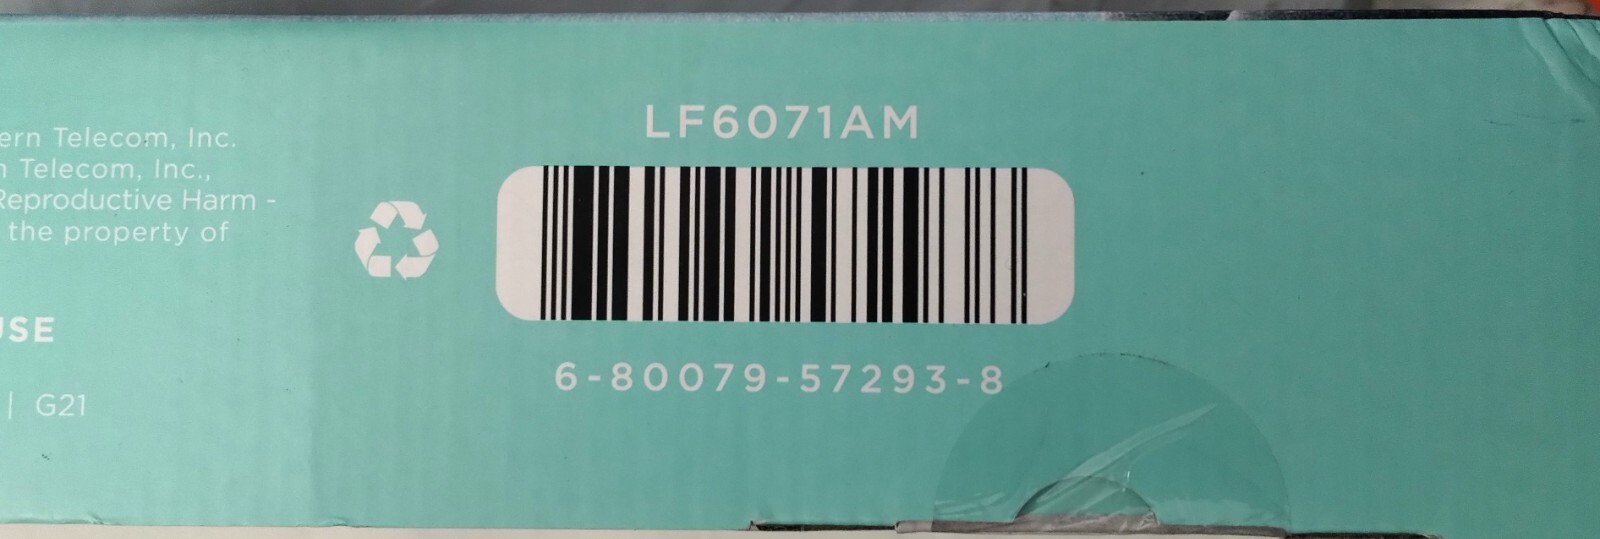 ern Telecom, Inc.
Telecom, Inc.,
Reproductive Harm -
the property of
USE
| G21
LF6071AM
6-80079-57293-8